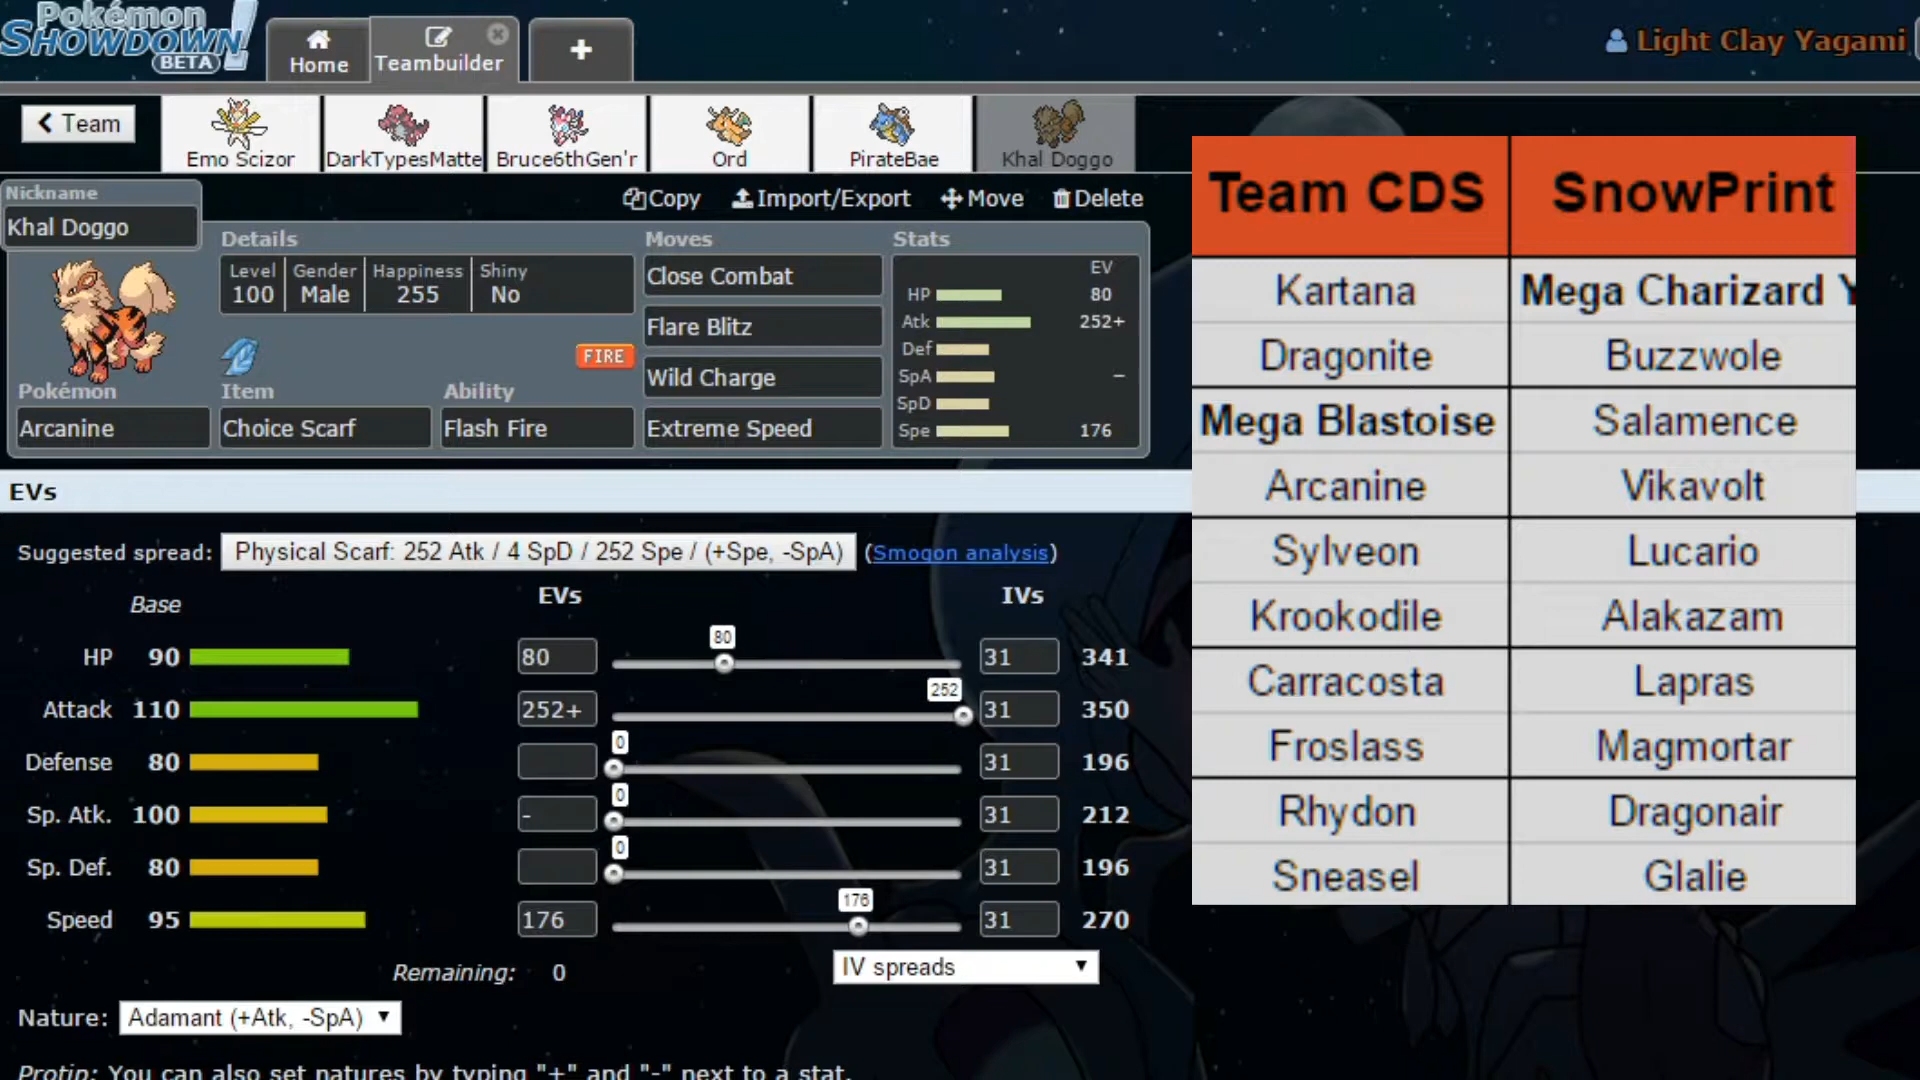 Pokémon
SHOWDOWN!
BETA
Home
Teambuilder
+
Light Clay Yagami
Team
Emo Scizor
DarkTypesMatte
Bruce6thGen'r
Ord
PirateBae
Khal Doggo
Nickname
Khal Doggo
Copy
Import/Export
Move
Delete
Details
Level
100
Gender
Male
Happiness
255
Shiny
No
FIRE
Pokémon
Arcanine
Item
Choice Scarf
Ability
Flash Fire
Moves
Close Combat
Flare Blitz
Wild Charge
Extreme Speed
Stats
EV
HP 80
Atk 252+
Def
SpA –
SpD
Spe 176
EVs
Suggested spread: Physical Scarf: 252 Atk / 4 SpD / 252 Spe / (+Spe, -SpA) (Smogon analysis)
Base EVs IVs
HP 90 80 80 31 341
Attack 110 252+ 252 31 350
Defense 80 0 31 196
Sp. Atk. 100 - 0 31 212
Sp. Def. 80 0 31 196
Speed 95 176 176 31 270
Remaining: 0
IV spreads
Nature: Adamant (+Atk, -SpA)
Protip: You can also set natures by typing "+" and "-" next to a stat.
Team CDS SnowPrint
Kartana Mega Charizard Y
Dragonite Buzzwole
Mega Blastoise Salamence
Arcanine Vikavolt
Sylveon Lucario
Krookodile Alakazam
Carracosta Lapras
Froslass Magmortar
Rhydon Dragonair
Sneasel Glalie